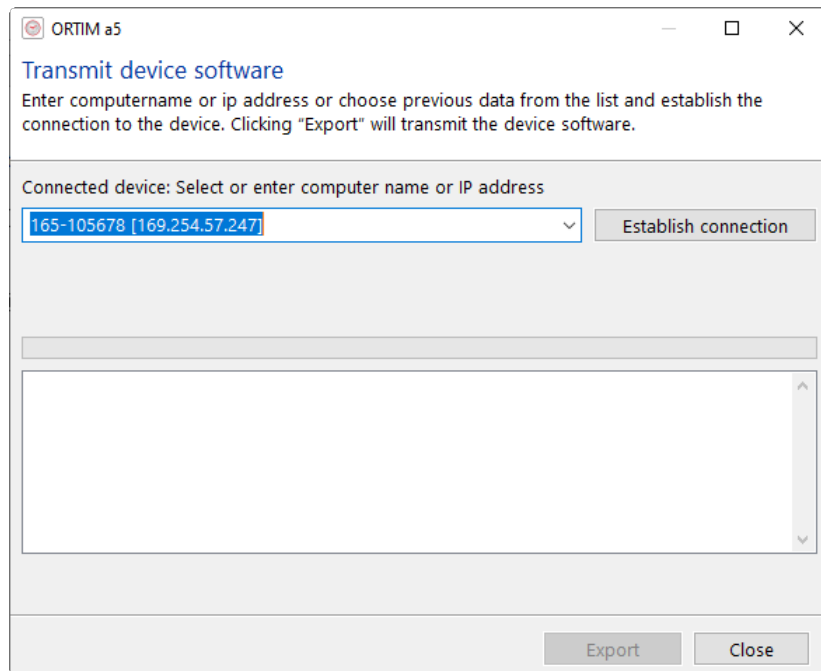 ORTIM a5
Transmit device software
Enter computername or ip address or choose previous data from the list and establish the
connection to the device. Clicking “Export” will transmit the device software.
Connected device: Select or enter computer name or IP address
165-105678 [169.254.57.247]
Establish connection
Export
Close